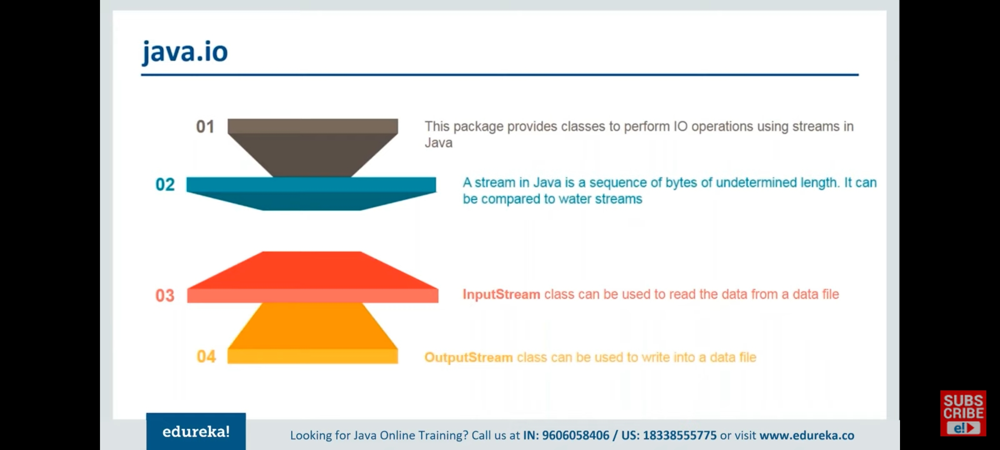 java.io
01
This package provides classes to perform IO operations using streams in
Java
02
A stream in Java is a sequence of bytes of undetermined length. It can
be compared to water streams
03
InputStream class can be used to read the data from a data file
04
OutputStream class can be used to write into a data file
edureka!
Looking for Java Online Training? Call us at IN: 9606058406 / US: 18338555775 or visit www.edureka.co
SUBS
CRIBE
e!